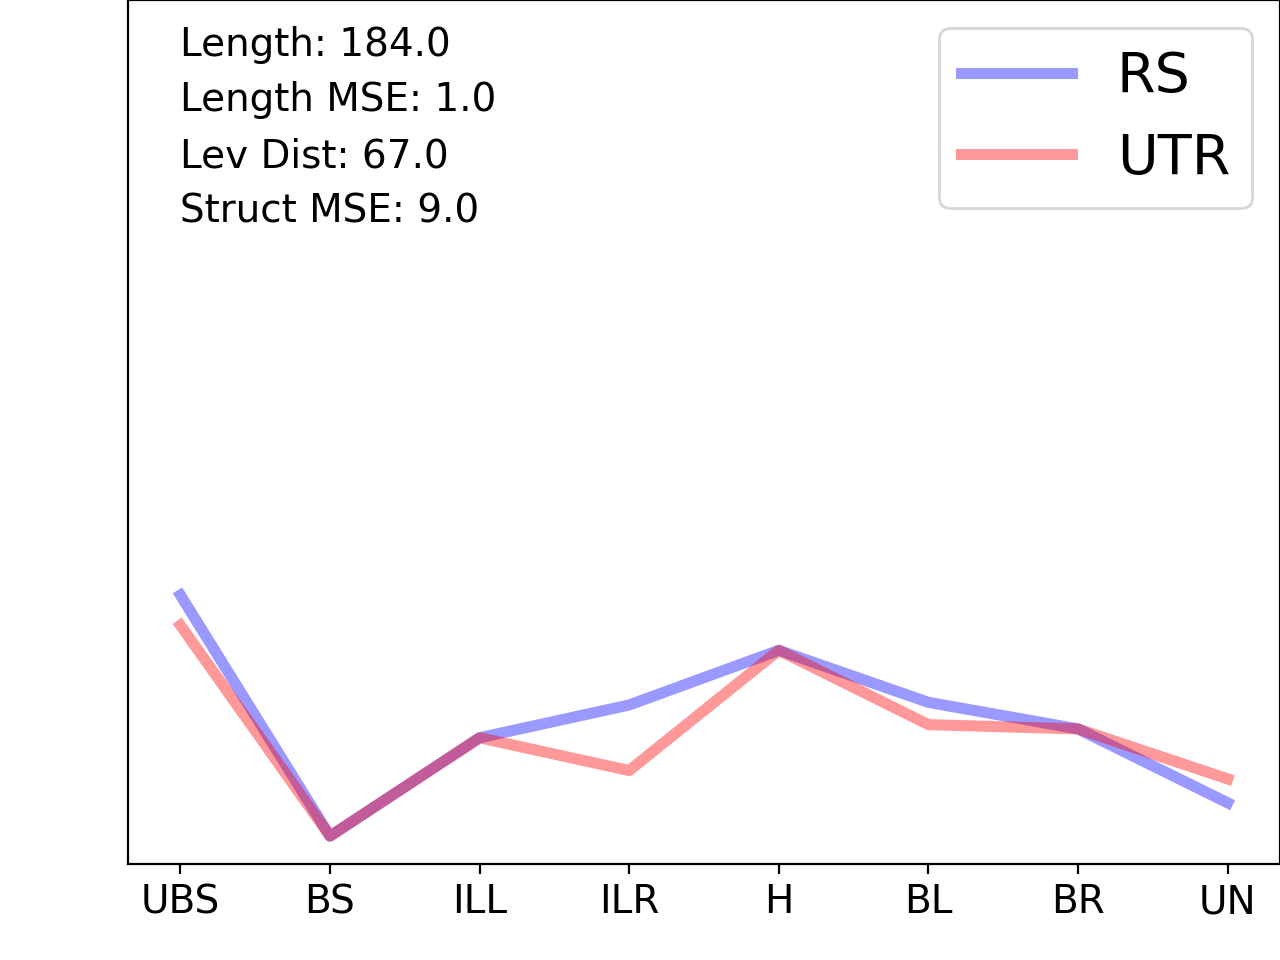 Length: 184.0
Length MSE: 1.0
Lev Dist: 67.0
Struct MSE: 9.0
RS
UTR
UBS BS ILL ILR H BL BR UN